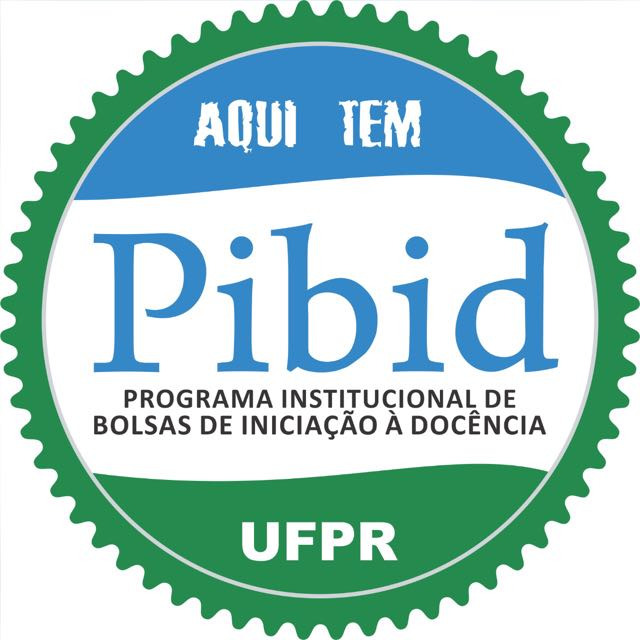 AQUI TEM
Pibid
PROGRAMA INSTITUCIONAL DE
BOLSAS DE INICIAÇÃO À DOCÊNCIA
UFPR